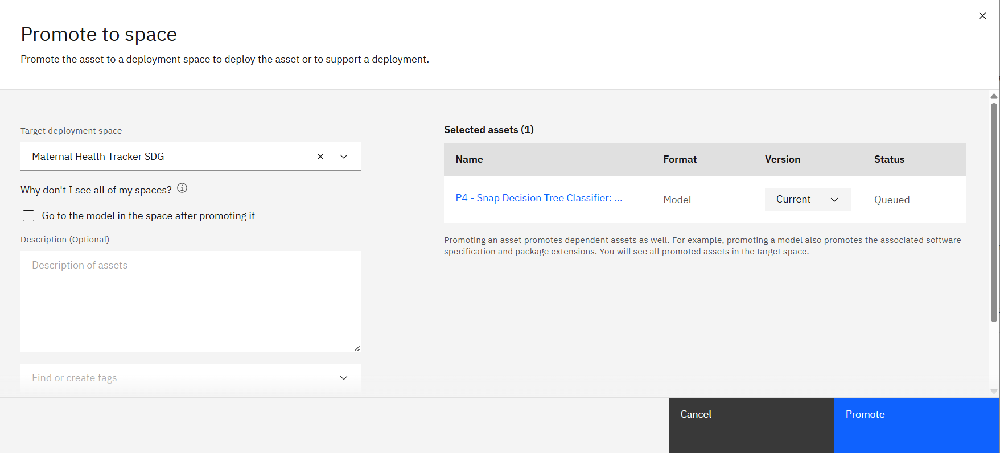 Promote to space
Promote the asset to a deployment space to deploy the asset or to support a deployment.
Target deployment space
Maternal Health Tracker SDG
Why don't I see all of my spaces?
Go to the model in the space after promoting it
Description (Optional)
Description of assets
Find or create tags
Selected assets (1)
Name Format Version Status
P4 - Snap Decision Tree Classifier: ... Model Current Queued
Promoting an asset promotes dependent assets as well. For example, promoting a model also promotes the associated software
specification and package extensions. You will see all promoted assets in the target space.
Cancel Promote